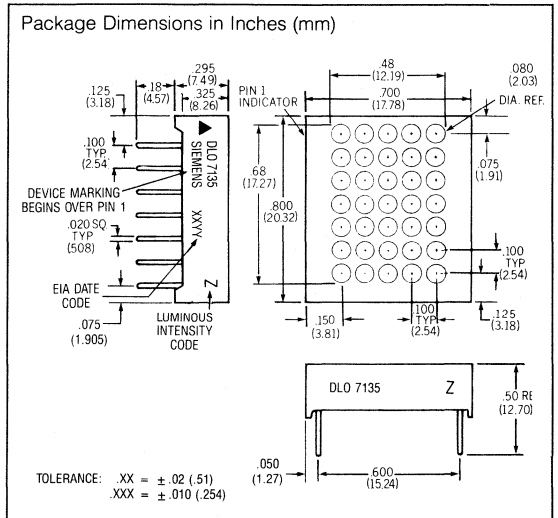 Package Dimensions in Inches (mm)
.295
(7.49)
.18
(4.57)
.325
(8.26)
.125
(3.18)
.100
TYP.
(2.54)
DEVICE MARKING
BEGINS OVER PIN 1
.020 SQ.
TYP
(508)
EIA DATE
CODE
.075
(1.905)
DLO 7135
SIEMENS
XXYY
Z
LUMINOUS
INTENSITY
CODE
.48
(12.19)
.700
(17.78)
PIN 1
INDICATOR
.080
(2.03)
DIA. REF.
.075
(1.91)
.68
(17.27)
.800
(20.32)
.100
TYP
(2.54)
.150
(3.81)
.100
TYP
(2.54)
.125
(3.18)
DLO 7135 Z
.50 RE
(12.70)
.050
(1.27)
.600
(15.24)
TOLERANCE: .XX = ±.02 (.51)
.XXX = ±.010 (.254)